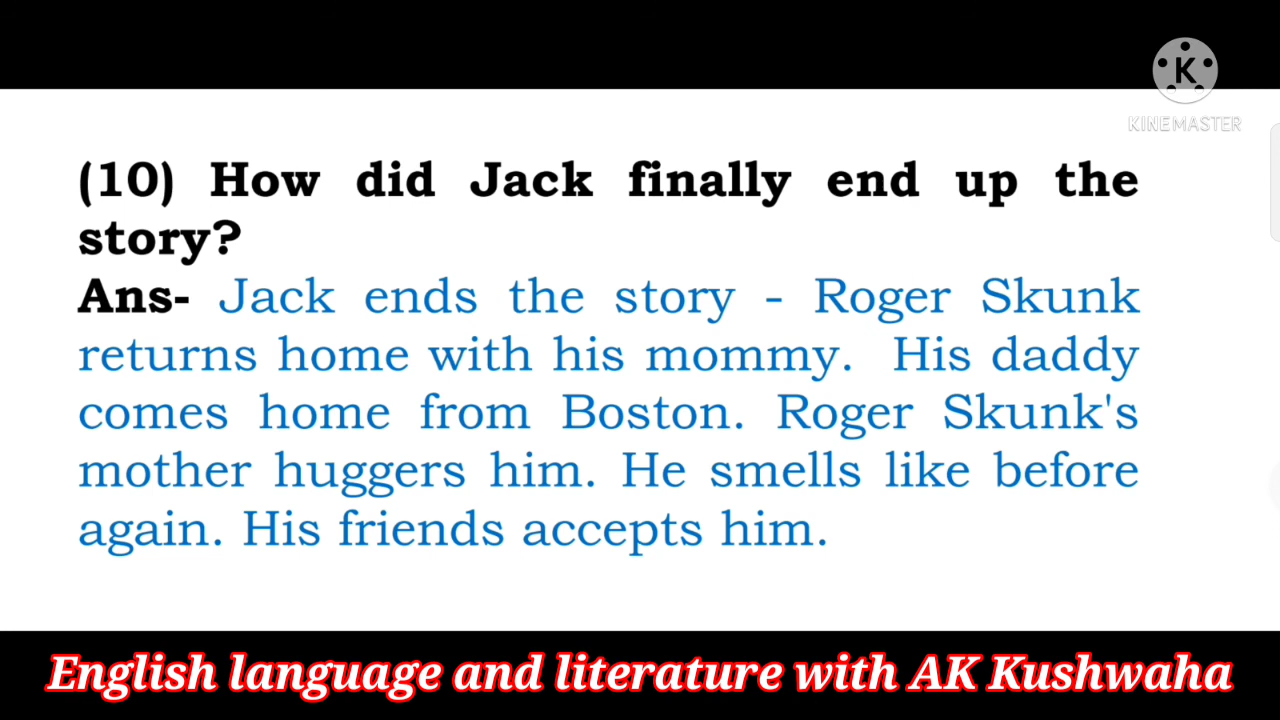 K
KINEMASTER
(10) How did Jack finally end up the
story?
Ans- Jack ends the story - Roger Skunk
returns home with his mommy. His daddy
comes home from Boston. Roger Skunk's
mother huggers him. He smells like before
again. His friends accepts him.
English language and literature with AK Kushwaha